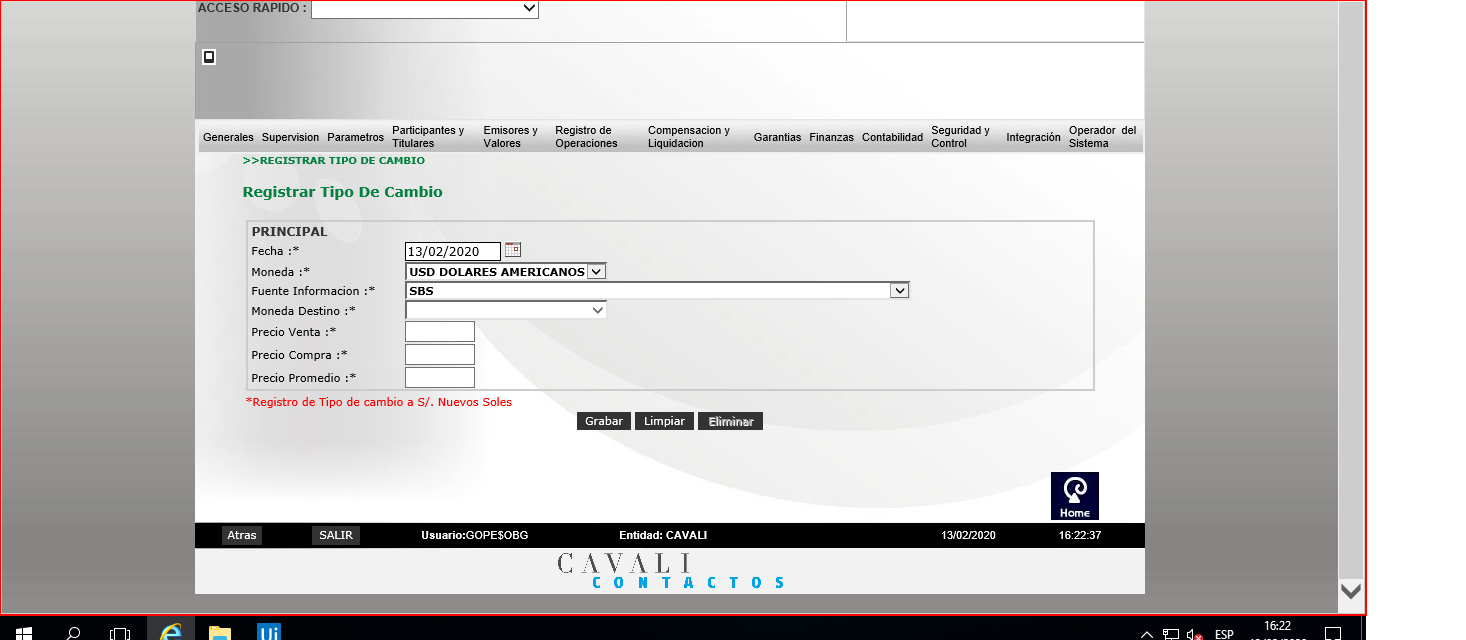 ACCESO RAPIDO :
Generales Supervision Parametros Participantes y Titulares Emisores y Valores Registro de Operaciones Compensacion y Liquidacion Garantias Finanzas Contabilidad Seguridad y Control Integración Operador del Sistema
>>REGISTRAR TIPO DE CAMBIO
Registrar Tipo De Cambio
PRINCIPAL
Fecha :* 13/02/2020
Moneda :* USD DOLARES AMERICANOS
Fuente Informacion :* SBS
Moneda Destino :*
Precio Venta :*
Precio Compra :*
Precio Promedio :*
*Registro de Tipo de cambio a S/. Nuevos Soles
Grabar Limpiar Eliminar
Home
Atras SALIR Usuario:GOPE$OBG Entidad: CAVALI 13/02/2020 16:22:37
CAVALI
CONTACTOS
Ui ESP 16:22